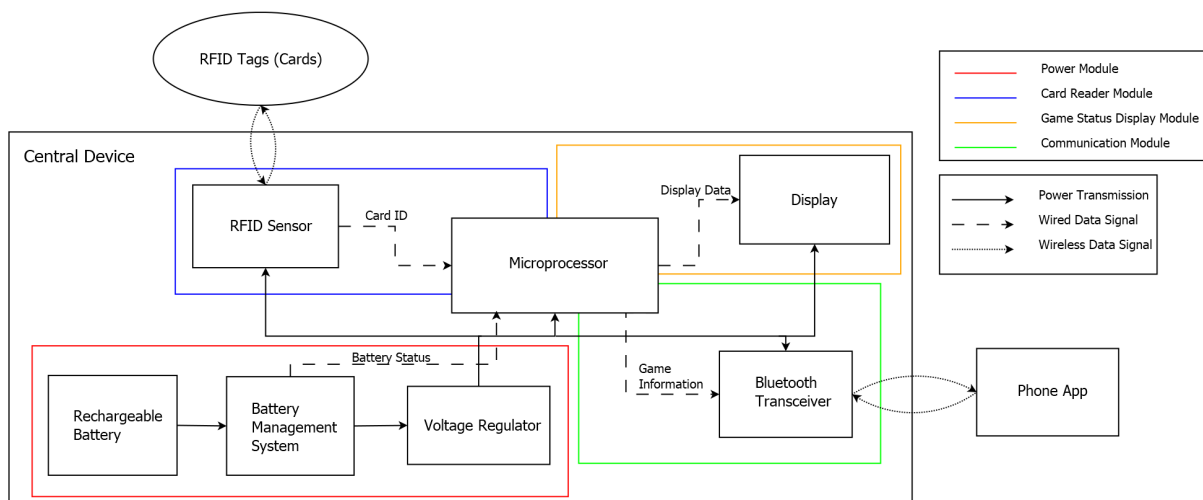 RFID Tags (Cards)
Central Device
RFID Sensor
Card ID
Microprocessor
Display Data
Display
Battery Status
Rechargeable
Battery
Battery
Management
System
Voltage Regulator
Game
Information
Bluetooth
Transceiver
Phone App
Power Module
Card Reader Module
Game Status Display Module
Communication Module
Power Transmission
Wired Data Signal
Wireless Data Signal